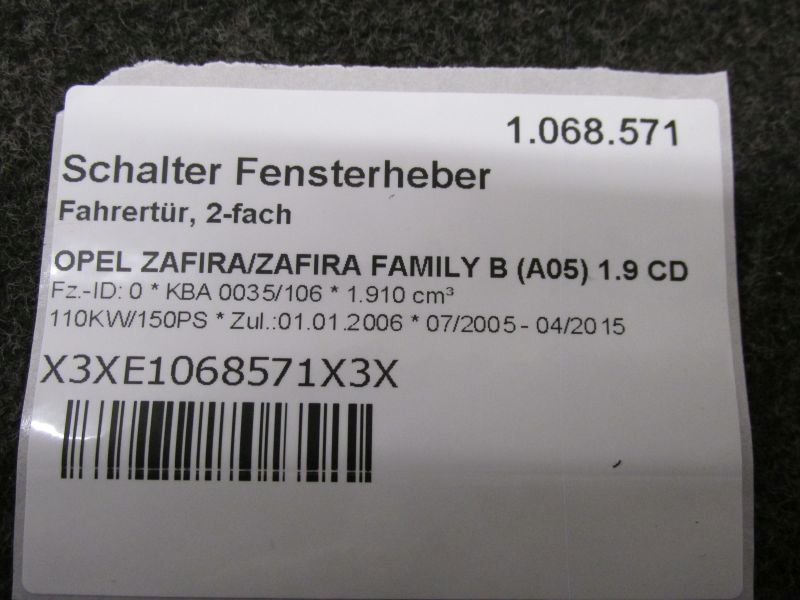 1.068.571
Schalter Fensterheber
Fahrertür, 2-fach
OPEL ZAFIRA/ZAFIRA FAMILY B (A05) 1.9 CD
Fz.-ID: 0 * KBA 0035/106 * 1.910 cm³
110KW/150PS * Zul.:01.01.2006 * 07/2005 - 04/2015
X3XE1068571X3X